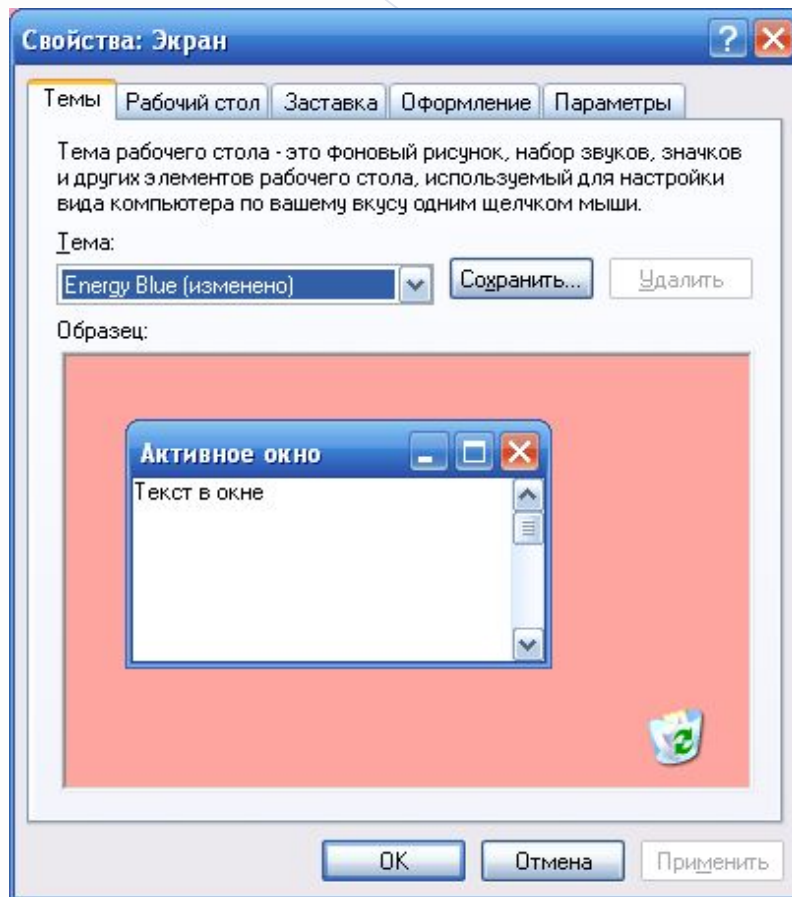 Свойства: Экран
Темы Рабочий стол Заставка Оформление Параметры
Тема рабочего стола - это фоновый рисунок, набор звуков, значков
и других элементов рабочего стола, используемый для настройки
вида компьютера по вашему вкусу одним щелчком мыши.
Тема:
Energy Blue (изменено) Сохранить... Удалить
Образец:
Активное окно
Текст в окне
OK Отмена Применить